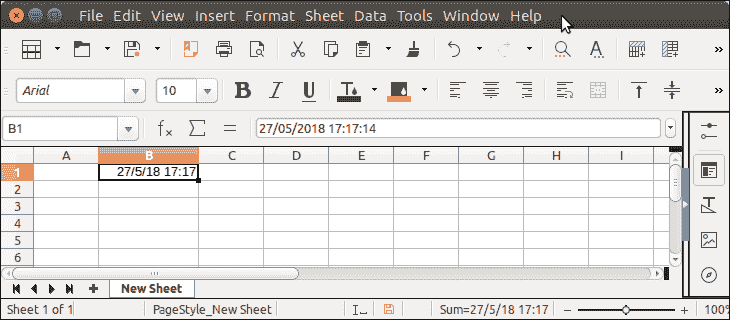 File Edit View Insert Format Sheet Data Tools Window Help
Arial 10 B I U
B1 fx Σ = 27/05/2018 17:17:14
A B C D E F G H I
1 27/5/18 17:17
2
3
4
5
6
New Sheet
Sheet 1 of 1 PageStyle_New Sheet Sum=27/5/18 17:17 100%